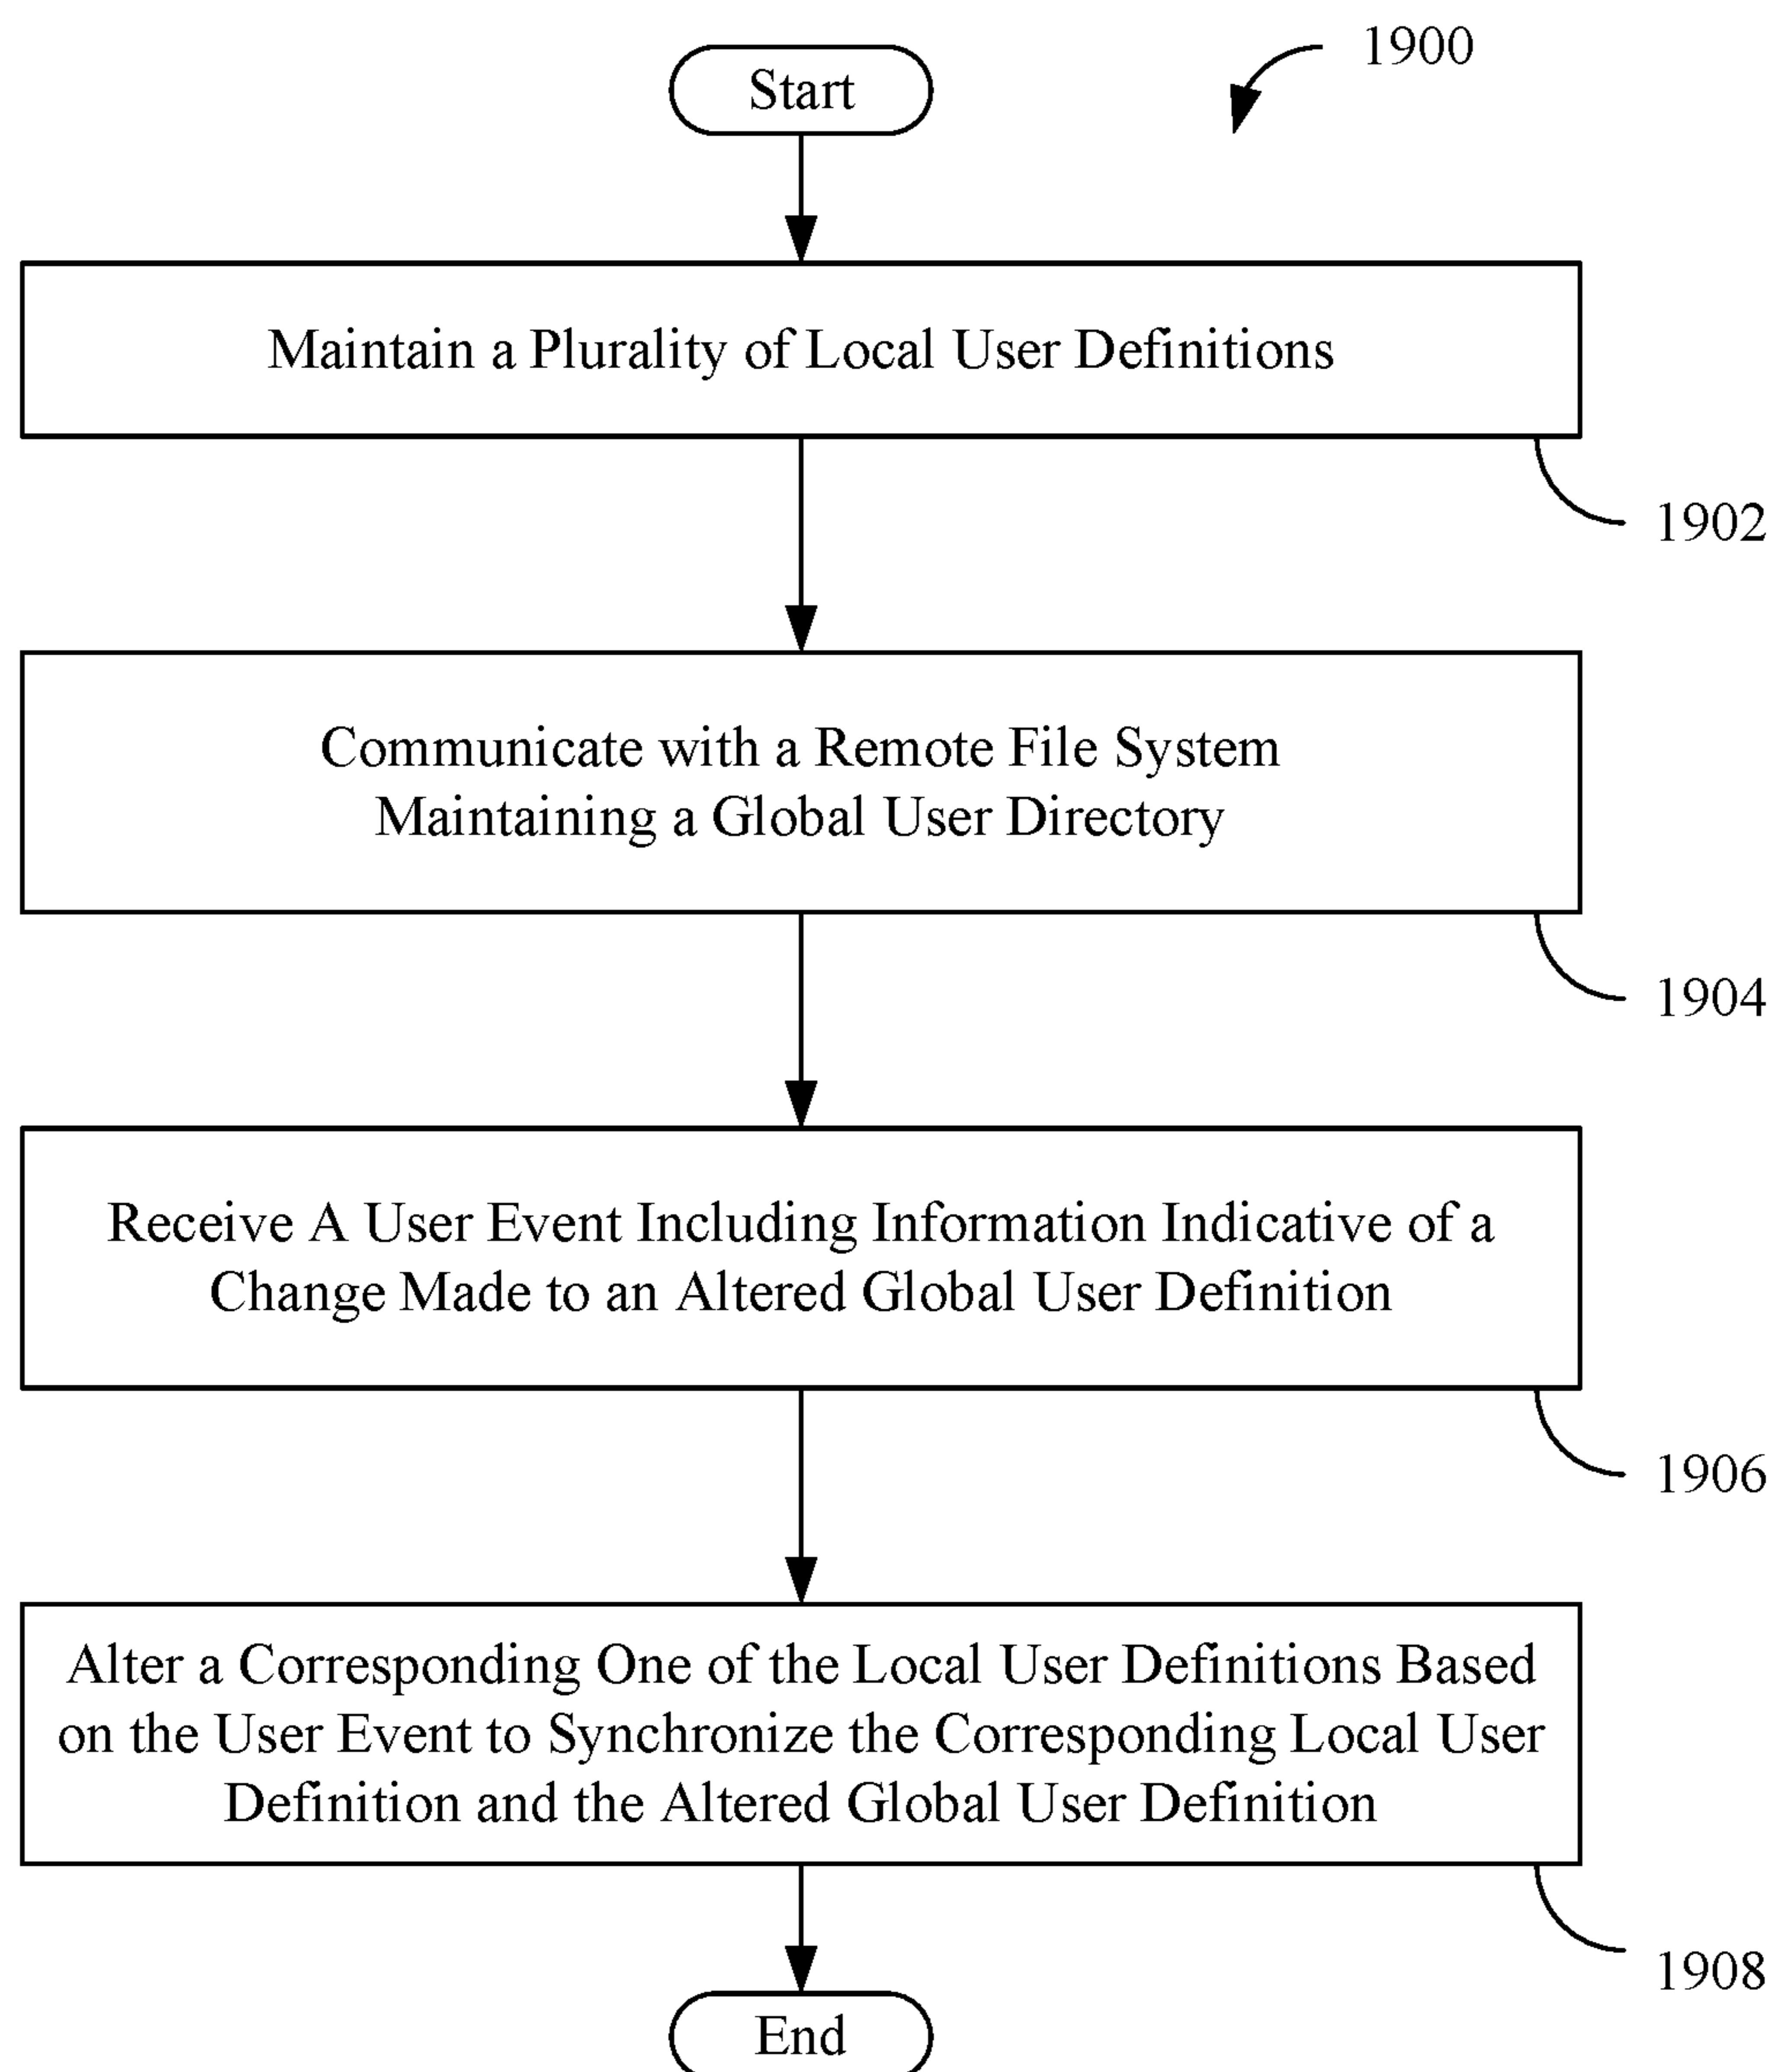 1900
Start
Maintain a Plurality of Local User Definitions
1902
Communicate with a Remote File System
Maintaining a Global User Directory
1904
Receive A User Event Including Information Indicative of a
Change Made to an Altered Global User Definition
1906
Alter a Corresponding One of the Local User Definitions Based
on the User Event to Synchronize the Corresponding Local User
Definition and the Altered Global User Definition
1908
End